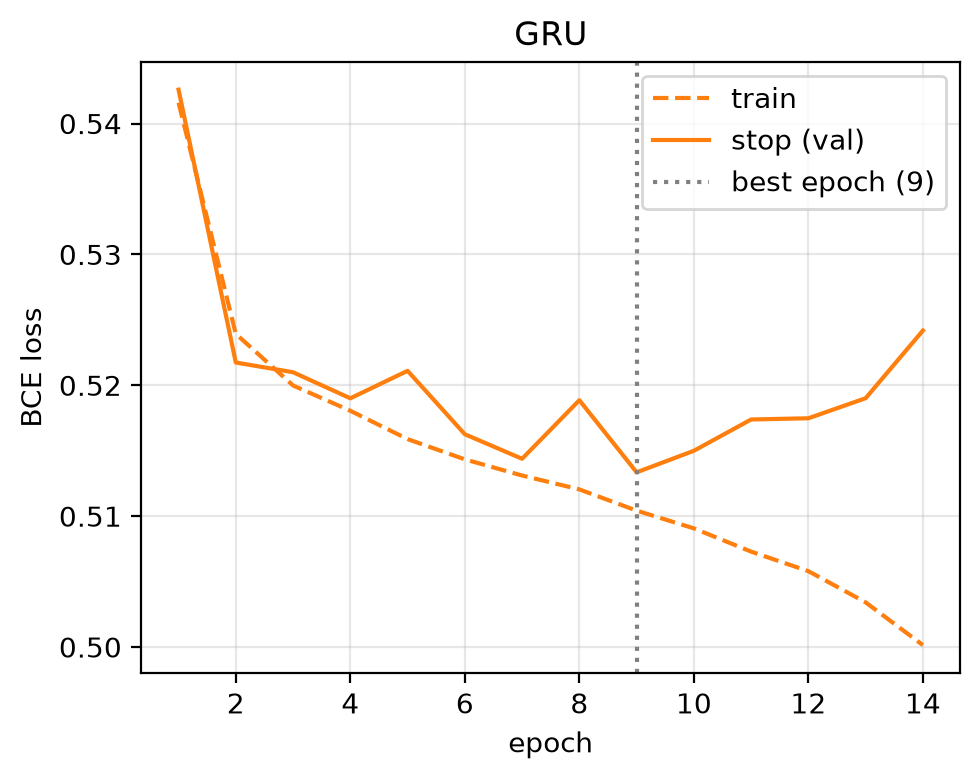 GRU
train
stop (val)
best epoch (9)
0.54
0.53
0.52
0.51
0.50
BCE loss
2 4 6 8 10 12 14
epoch